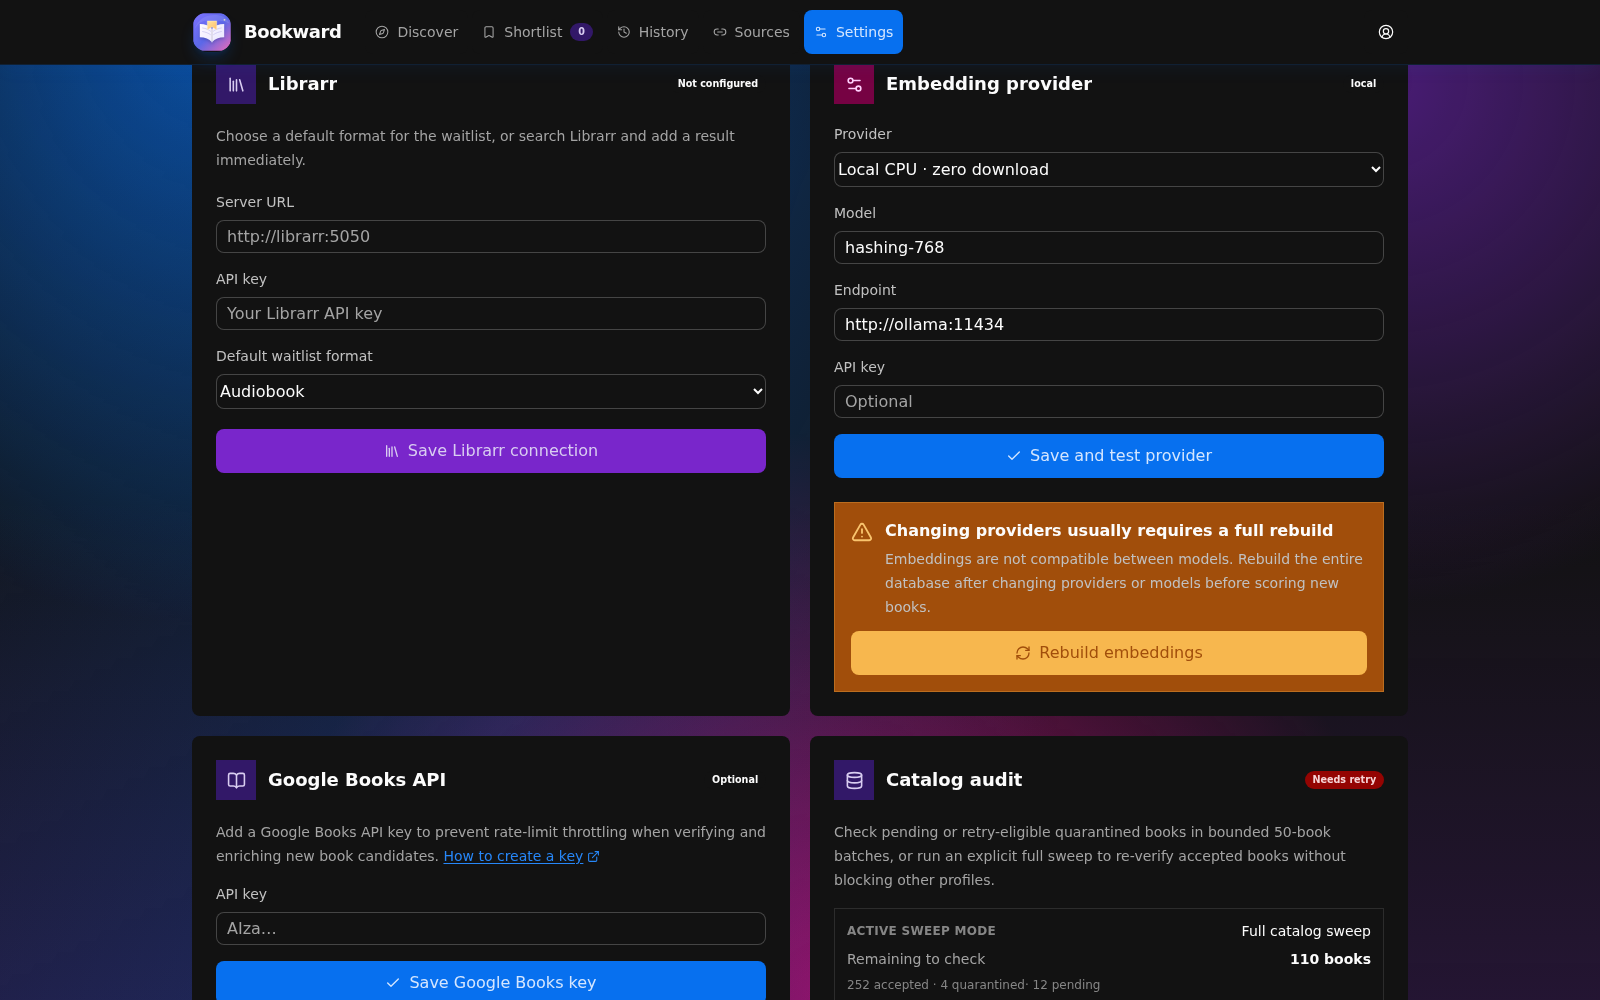 Bookward
Discover
Shortlist 0
History
Sources
Settings
Librarr
Not configured
Choose a default format for the waitlist, or search Librarr and add a result
immediately.
Server URL
http://librarr:5050
API key
Your Librarr API key
Default waitlist format
Audiobook
Save Librarr connection
Embedding provider
local
Provider
Local CPU · zero download
Model
hashing-768
Endpoint
http://ollama:11434
API key
Optional
Save and test provider
Changing providers usually requires a full rebuild
Embeddings are not compatible between models. Rebuild the entire
database after changing providers or models before scoring new
books.
Rebuild embeddings
Google Books API
Optional
Add a Google Books API key to prevent rate-limit throttling when verifying and
enriching new book candidates. How to create a key
API key
AIza...
Save Google Books key
Catalog audit
Needs retry
Check pending or retry-eligible quarantined books in bounded 50-book
batches, or run an explicit full sweep to re-verify accepted books without
blocking other profiles.
ACTIVE SWEEP MODE
Full catalog sweep
Remaining to check
110 books
252 accepted · 4 quarantined· 12 pending